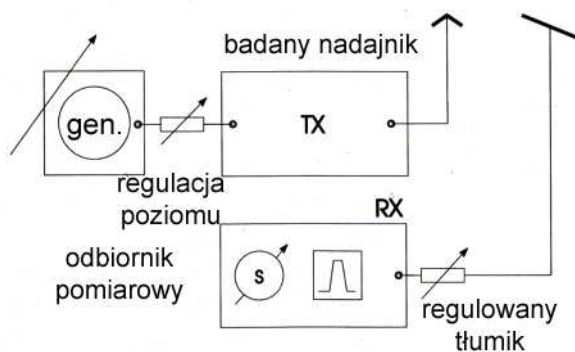 badany nadajnik
gen.
TX
regulacja
poziomu
RX
odbiornik
pomiarowy
S
regulowany
tłumik